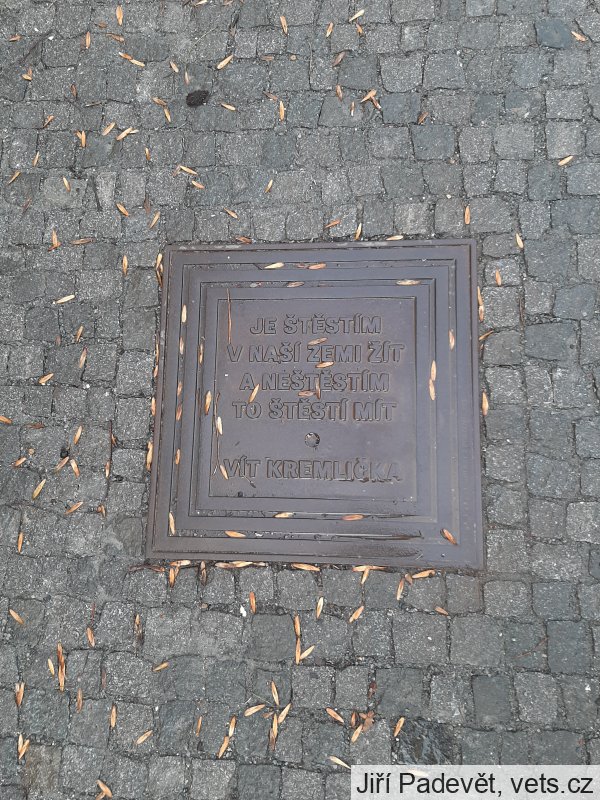 JE ŠTĚSTÍM
V NAŠÍ ZEMI ŽÍT
A NEŠTĚSTÍM
TO ŠTĚSTÍ MÍT
VÍT KREMLIČKA
Jiří Padevět, vets.cz